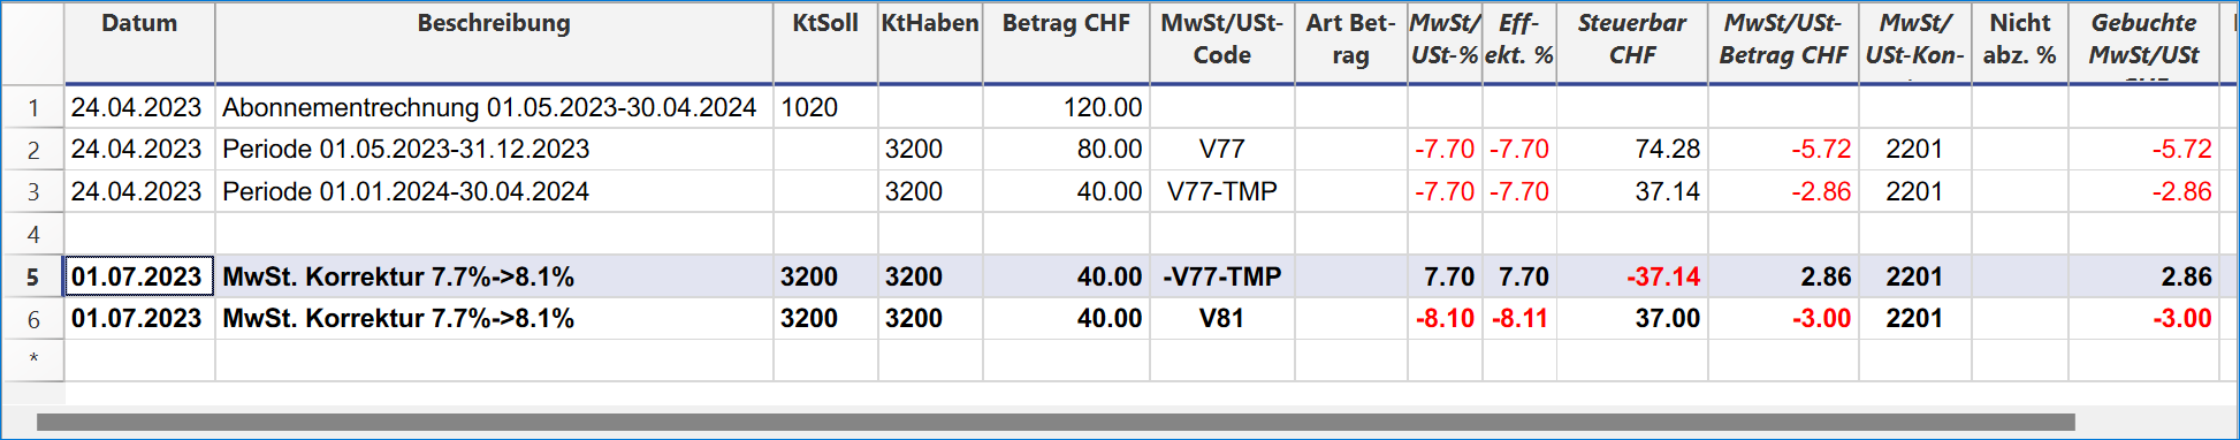 Datum Beschreibung KtSoll KtHaben Betrag CHF MwSt/USt-Code Art Bet-rag MwSt/USt-% Eff-ekt. % Steuerbar CHF MwSt/USt-Betrag CHF MwSt/USt-Kon- Nicht abz. % Gebuchte MwSt/USt
1 24.04.2023 Abonnementrechnung 01.05.2023-30.04.2024 1020 120.00
2 24.04.2023 Periode 01.05.2023-31.12.2023 3200 80.00 V77 -7.70 -7.70 74.28 -5.72 2201 -5.72
3 24.04.2023 Periode 01.01.2024-30.04.2024 3200 40.00 V77-TMP -7.70 -7.70 37.14 -2.86 2201 -2.86
4
5 01.07.2023 MwSt. Korrektur 7.7%->8.1% 3200 3200 40.00 -V77-TMP 7.70 7.70 -37.14 2.86 2201 2.86
6 01.07.2023 MwSt. Korrektur 7.7%->8.1% 3200 3200 40.00 V81 -8.10 -8.11 37.00 -3.00 2201 -3.00
*